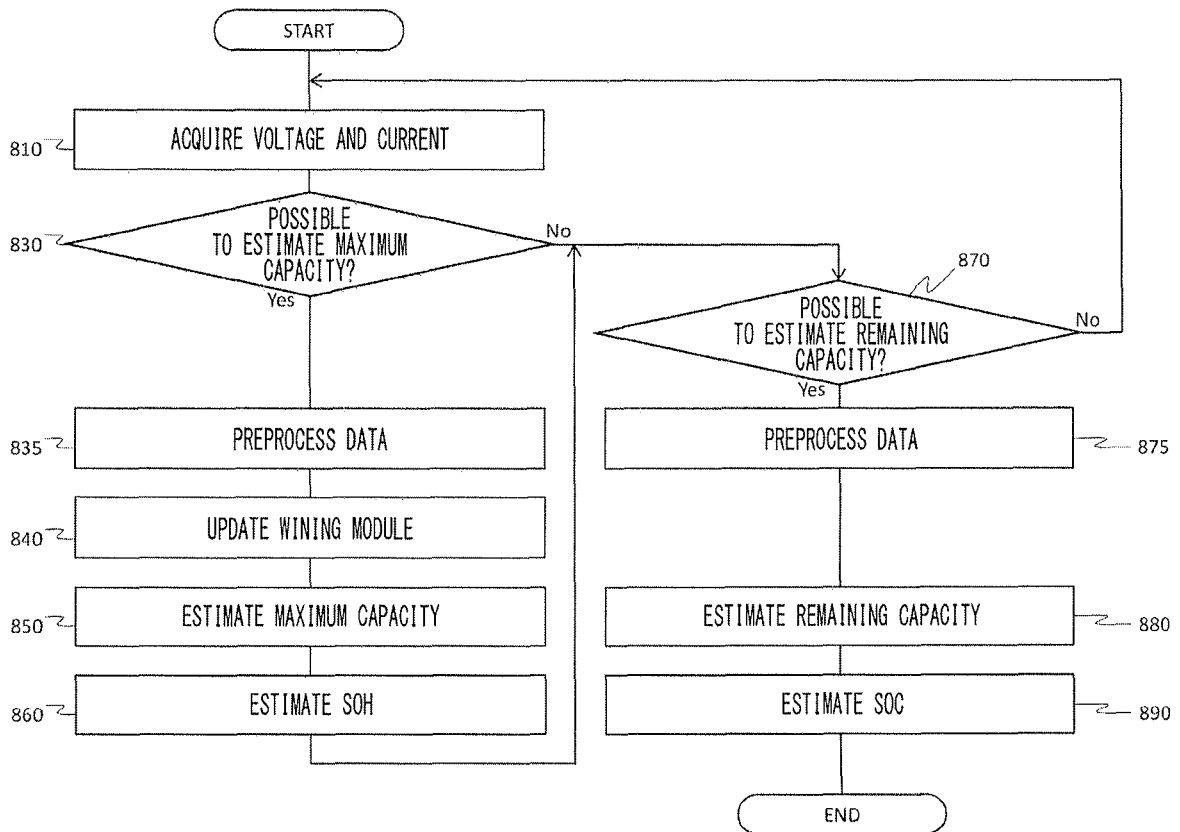 START
810
ACQUIRE VOLTAGE AND CURRENT
830
POSSIBLE
TO ESTIMATE MAXIMUM
CAPACITY?
No
Yes
870
POSSIBLE
TO ESTIMATE REMAINING
CAPACITY?
No
Yes
835
PREPROCESS DATA
PREPROCESS DATA
875
840
UPDATE WINING MODULE
850
ESTIMATE MAXIMUM CAPACITY
ESTIMATE REMAINING CAPACITY
880
860
ESTIMATE SOH
ESTIMATE SOC
890
END